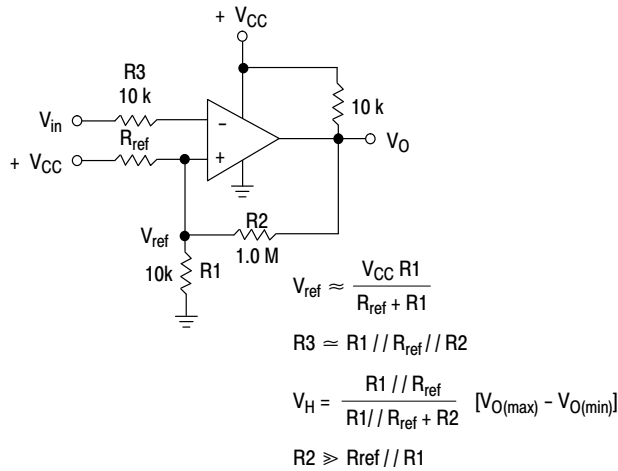 + V_CC
R3
10 k
V_in
R_ref
+ V_CC
-
+
10 k
V_O
R2
1.0 M
V_ref
10k
R1
V_ref ≈ V_CC R1 / R_ref + R1
R3 ≃ R1 / / R_ref / / R2
V_H = R1 / / R_ref / R1/ / R_ref + R2 [V_O(max) - V_O(min)]
R2 ≫ Rref / / R1